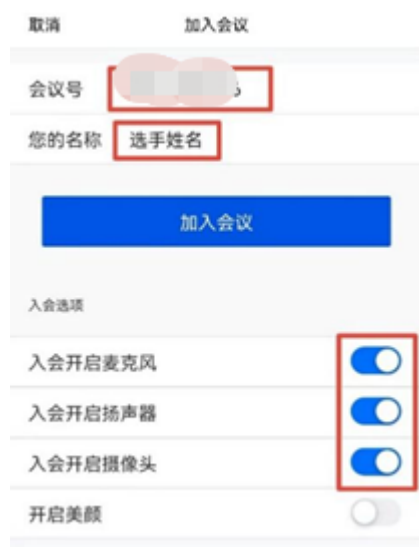 取消 加入会议
会议号
您的名称 选手姓名
加入会议
入会选项
入会开启麦克风
入会开启扬声器
入会开启摄像头
开启美颜